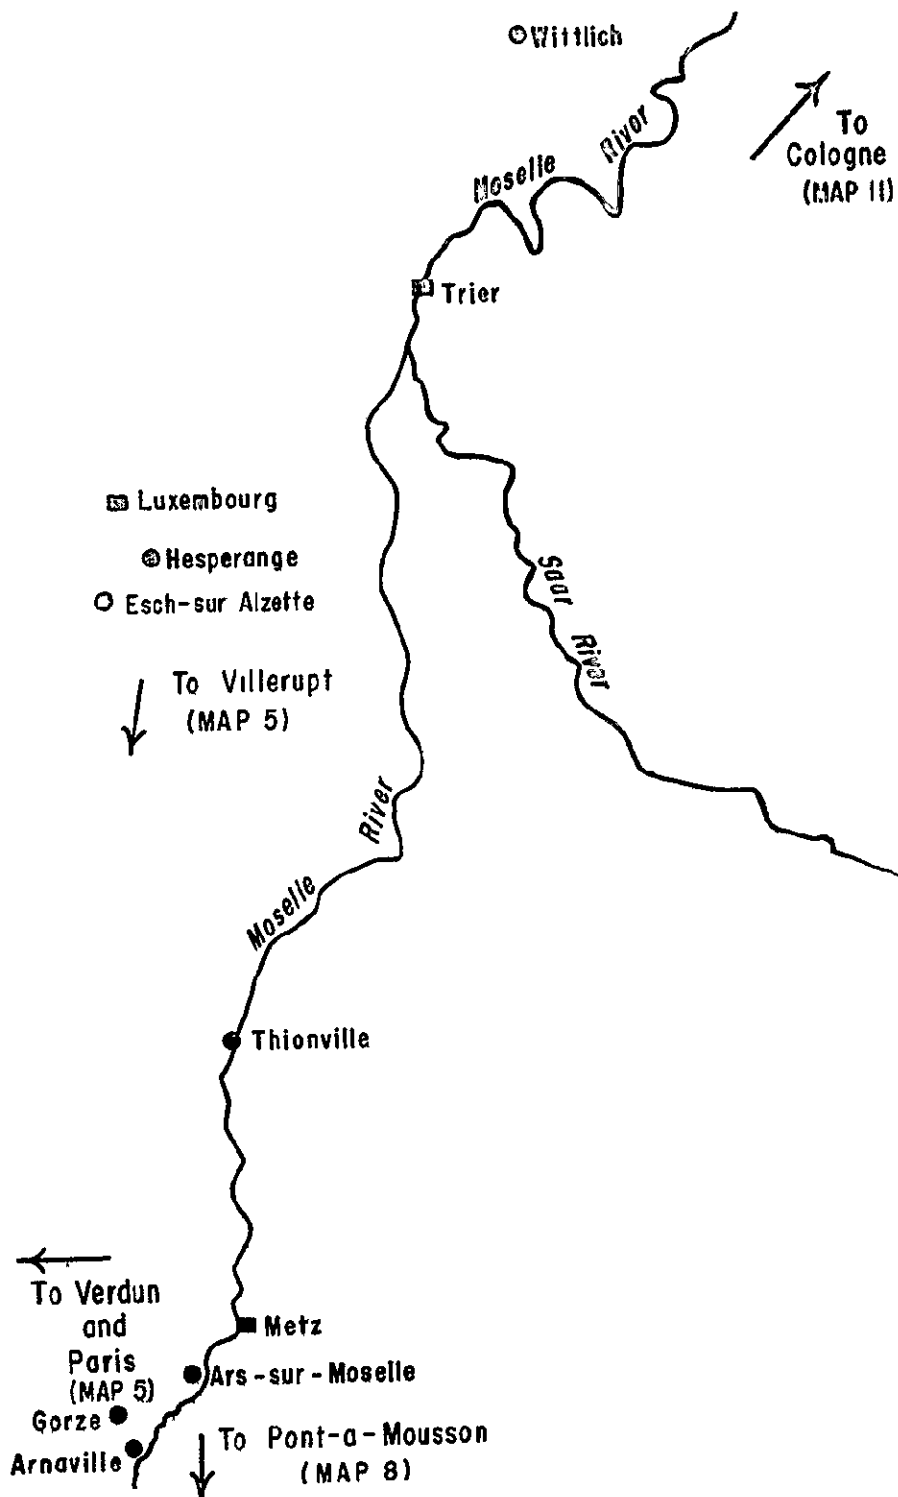 Wittlich
Moselle River
To
Cologne
(MAP 11)
Trier
Luxembourg
Hesperange
Esch-sur Alzette
Saar River
To Villerupt
(MAP 5)
Moselle River
Thionville
To Verdun
and
Paris
(MAP 5)
Metz
Ars-sur-Moselle
Gorze
Arnaville
To Pont-a-Mousson
(MAP 8)